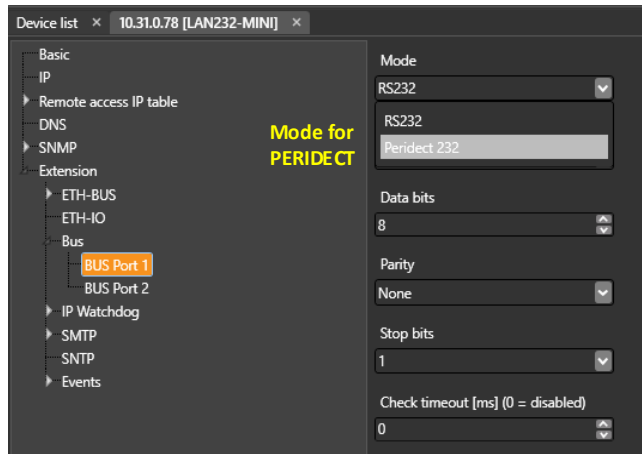 Device list × 10.31.0.78 [LAN232-MINI] ×
Basic
IP
Remote access IP table
DNS
SNMP
Extension
ETH-BUS
ETH-IO
Bus
BUS Port 1
BUS Port 2
IP Watchdog
SMTP
SNTP
Events
Mode for
PERIDECT
Mode
RS232
RS232
Peridect 232
Data bits
8
Parity
None
Stop bits
1
Check timeout [ms] (0 = disabled)
0